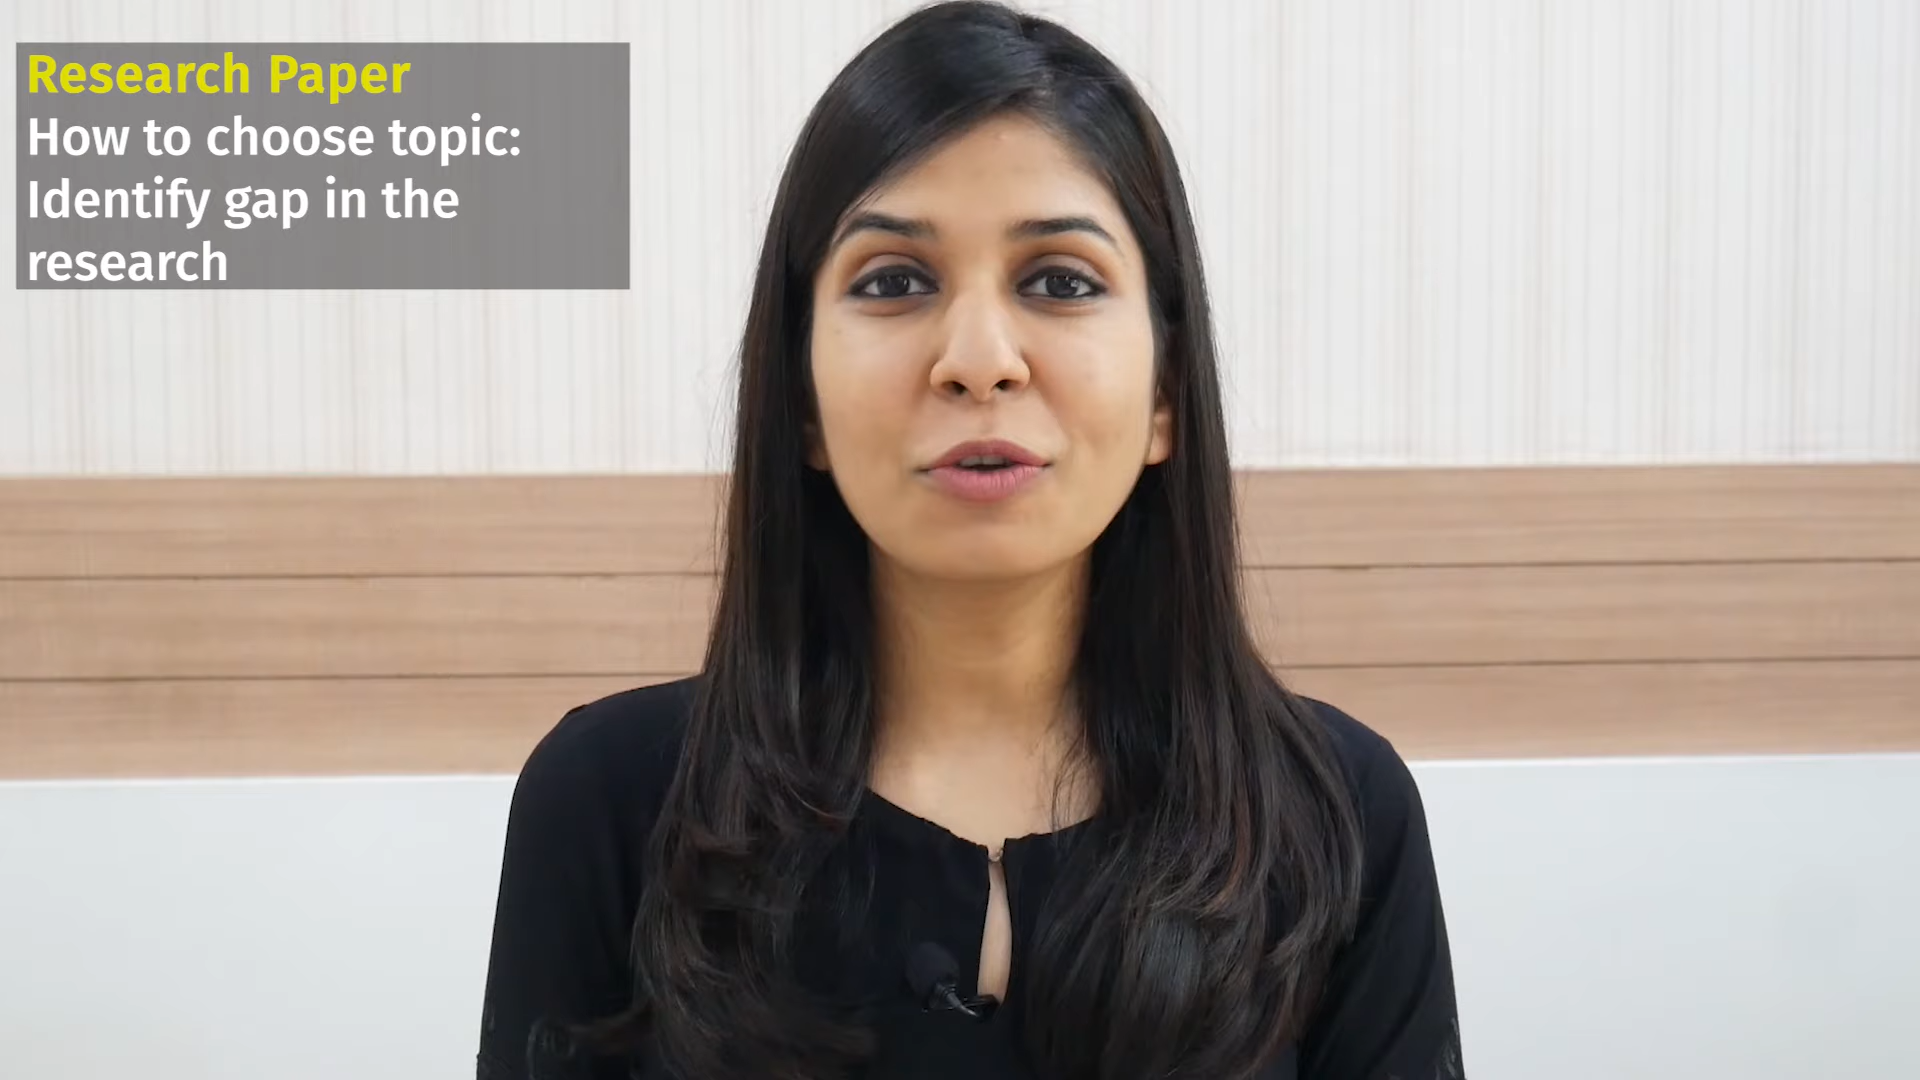 Research Paper
How to choose topic:
Identify gap in the
research